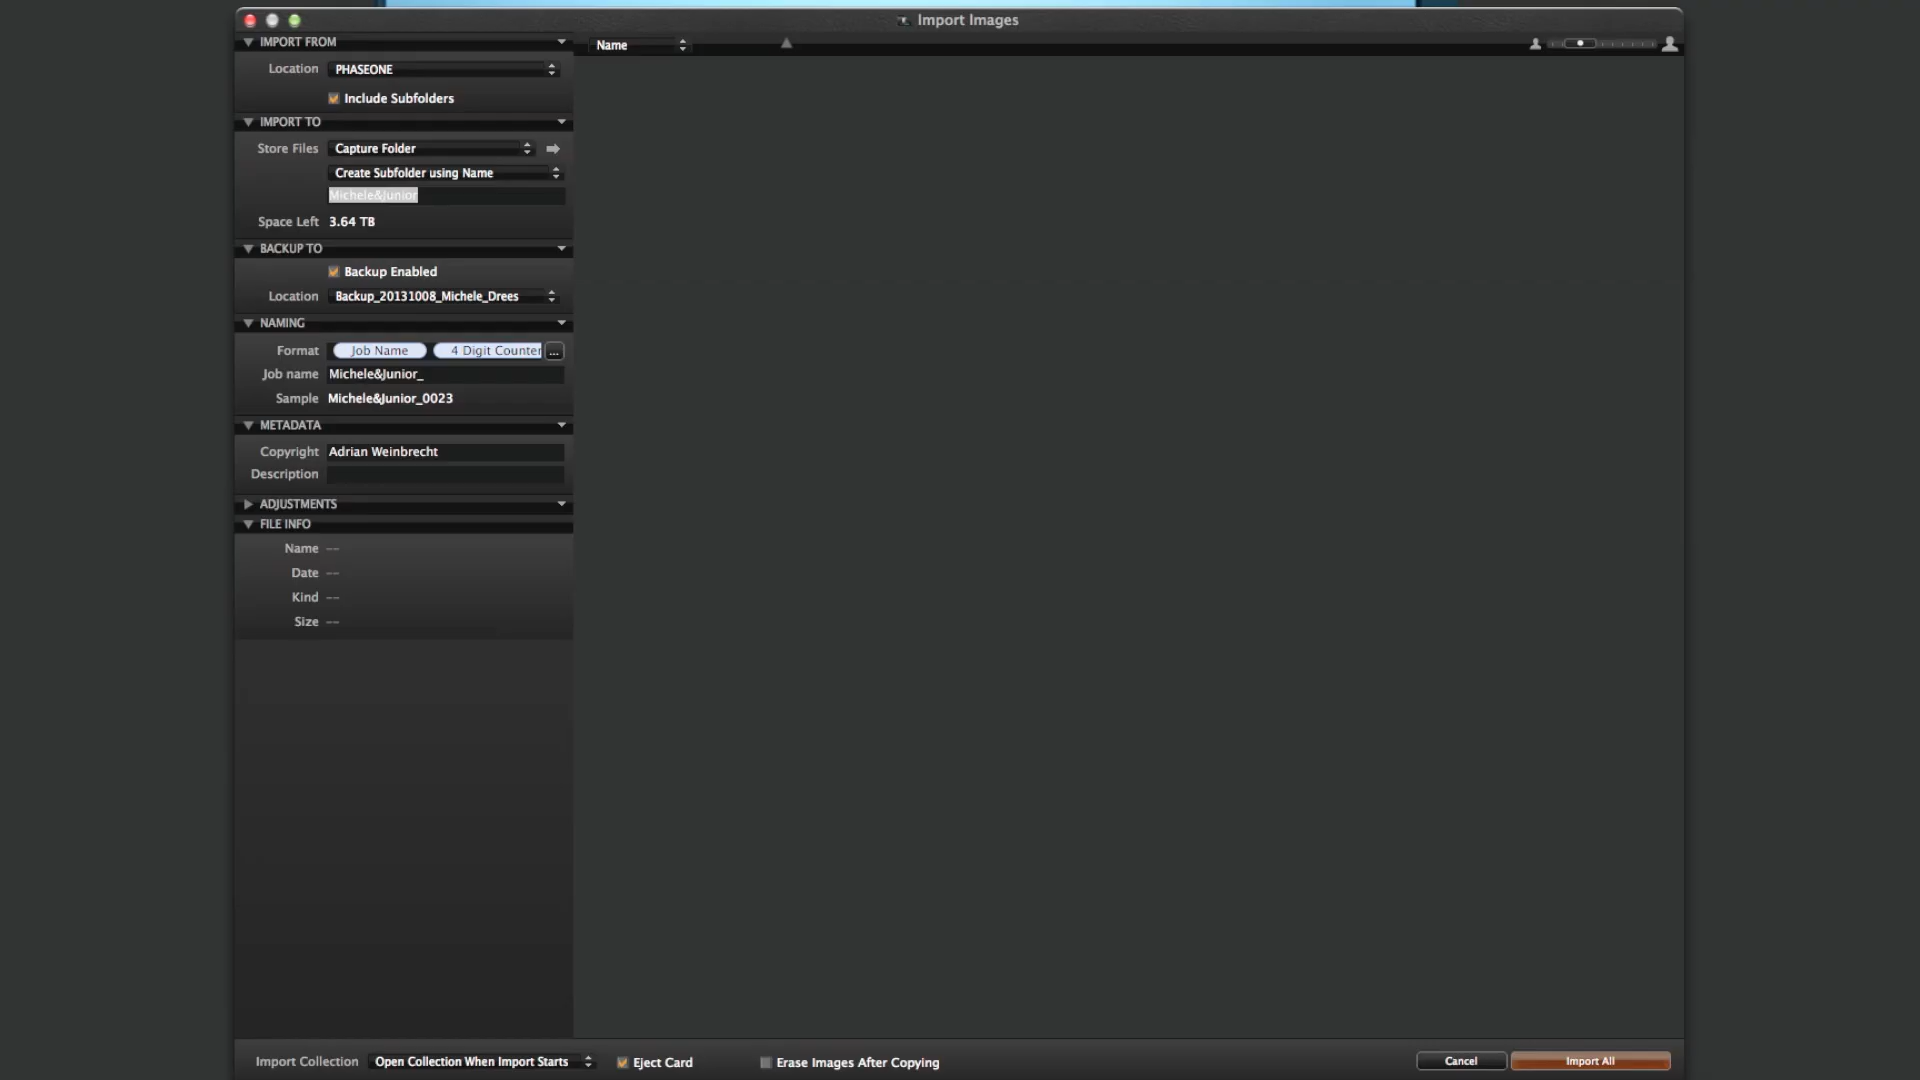 Import Images
IMPORT FROM
Name
Location PHASEONE
Include Subfolders
IMPORT TO
Store Files Capture Folder
Create Subfolder using Name
Michele&Junior
Space Left 3.64 TB
BACKUP TO
Backup Enabled
Location Backup_20131008_Michele_Drees
NAMING
Format Job Name 4 Digit Counter ...
Job name Michele&Junior_
Sample Michele&Junior_0023
METADATA
Copyright Adrian Weinbrecht
Description
ADJUSTMENTS
FILE INFO
Name --
Date --
Kind --
Size --
Import Collection Open Collection When Import Starts Eject Card Erase Images After Copying Cancel Import All